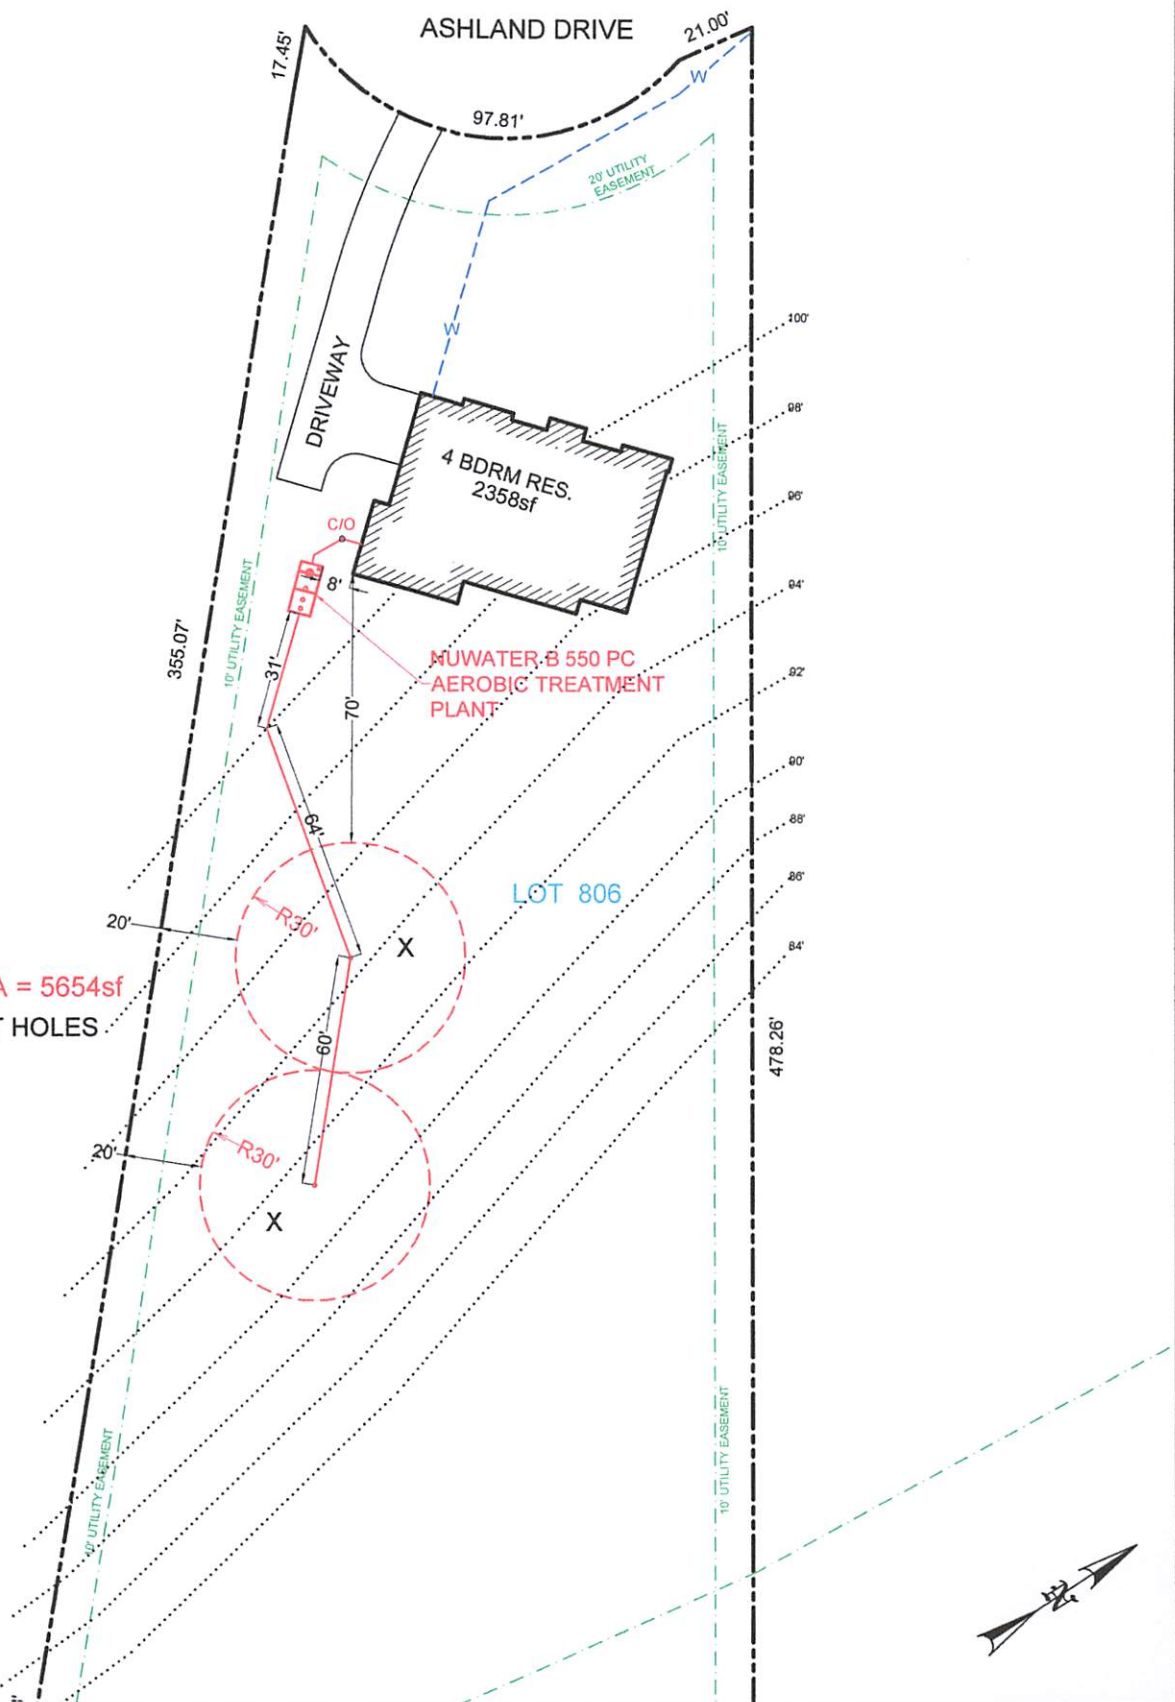 ASHLAND DRIVE
21.00'
17.45'
97.81'
W
20' UTILITY
EASEMENT
W
100'
DRIVEWAY
98'
4 BDRM RES.
2358sf
10' UTILITY EASEMENT
96'
C/O
8'
94'
10' UTILITY EASEMENT
355.07'
31'
NUWATER B 550 PC
AEROBIC TREATMENT
PLANT
92'
70'
90'
64'
88'
86'
LOT 806
20'
R30'
X
84'
A = 5654sf
T HOLES
60'
478.26'
20'
R30'
X
10' UTILITY EASEMENT
10' UTILITY EASEMENT
N